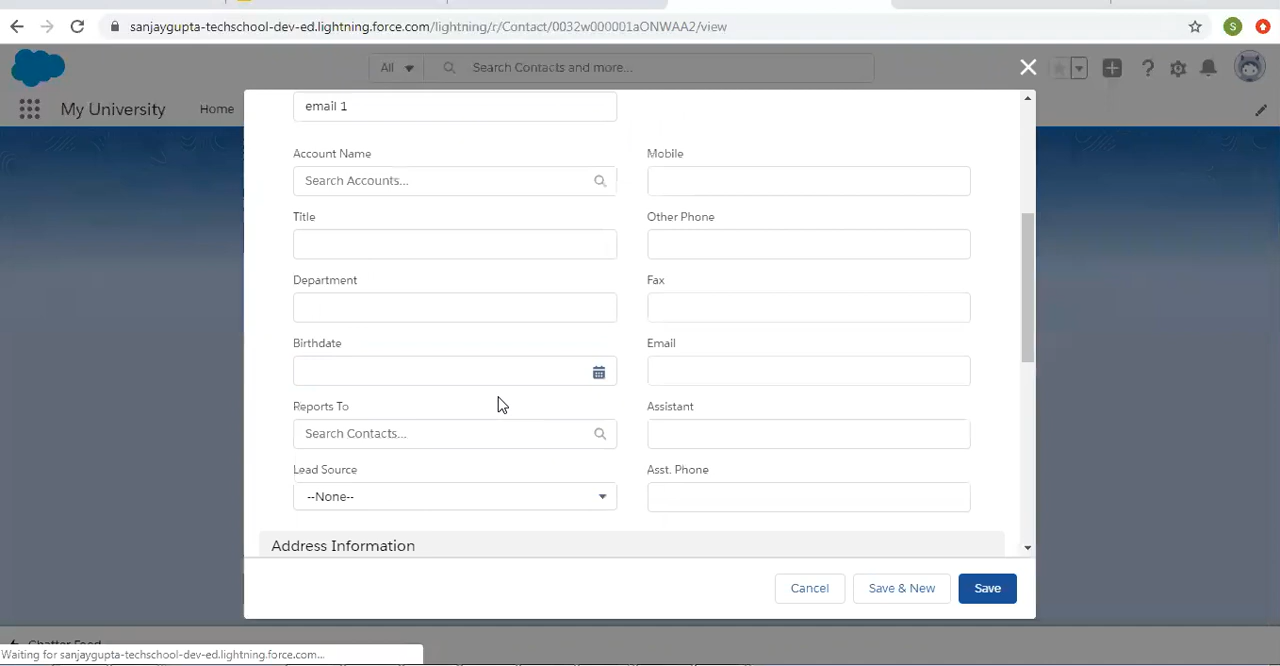 sanjaygupta-techschool-dev-ed.lightning.force.com/lightning/r/Contact/0032w000001aONWAA2/view
S
All
Search Contacts and more...
My University
Home
email 1
Account Name
Mobile
Search Accounts...
Title
Other Phone
Department
Fax
Birthdate
Email
Reports To
Assistant
Search Contacts...
Lead Source
Asst. Phone
--None--
Address Information
Cancel
Save & New
Save
Chatter Feed
Waiting for sanjaygupta-techschool-dev-ed.lightning.force.com...